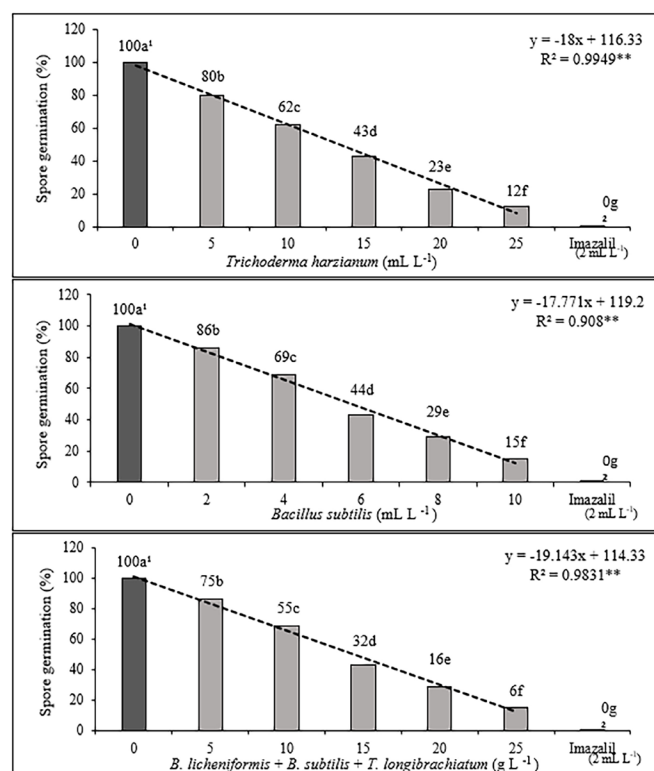 120
100
80
60
40
20
0
Spore germination (%)
100a¹
80b
62c
43d
23e
12f
0g
2
y = -18x + 116.33
R² = 0.9949**
0 5 10 15 20 25 Imazalil
(2 mL L⁻¹)
Trichoderma harzianum (mL L⁻¹)
120
100
80
60
40
20
0
Spore germination (%)
100a¹
86b
69c
44d
29e
15f
0g
2
y = -17.771x + 119.2
R² = 0.908**
0 2 4 6 8 10 Imazalil
(2 mL L⁻¹)
Bacillus subtilis (mL L⁻¹)
120
100
80
60
40
20
0
Spore germination (%)
100a¹
75b
55c
32d
16e
6f
0g
2
y = -19.143x + 114.33
R² = 0.9831**
0 5 10 15 20 25 Imazalil
(2 mL L⁻¹)
B. licheniformis + B. subtilis + T. longibrachiatum (g L⁻¹)